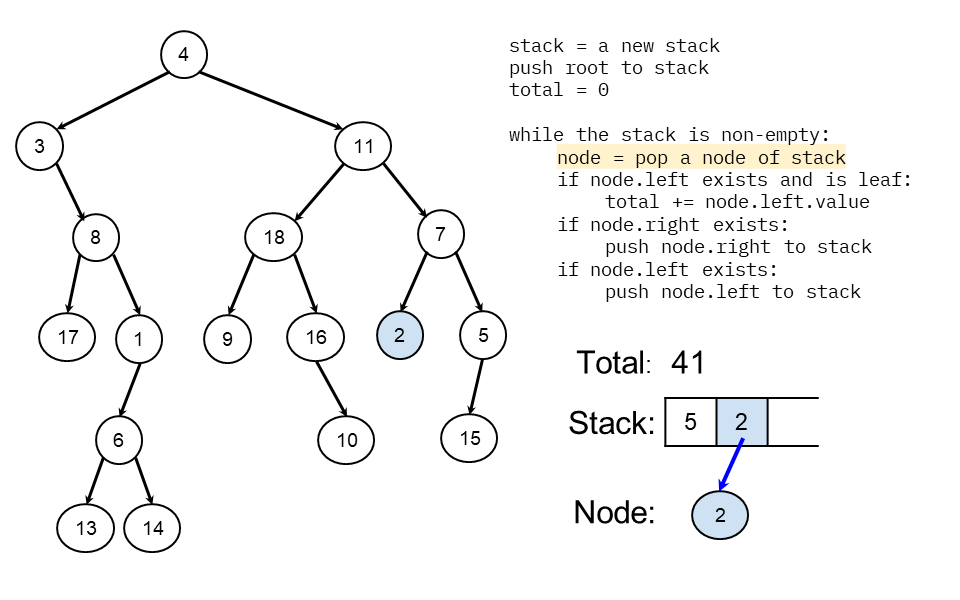 4
3
11
8
18
7
17
1
9
16
2
5
6
10
15
13
14
stack = a new stack
push root to stack
total = 0
while the stack is non-empty:
node = pop a node of stack
if node.left exists and is leaf:
total += node.left.value
if node.right exists:
push node.right to stack
if node.left exists:
push node.left to stack
Total: 41
Stack: 5 2
Node: 2